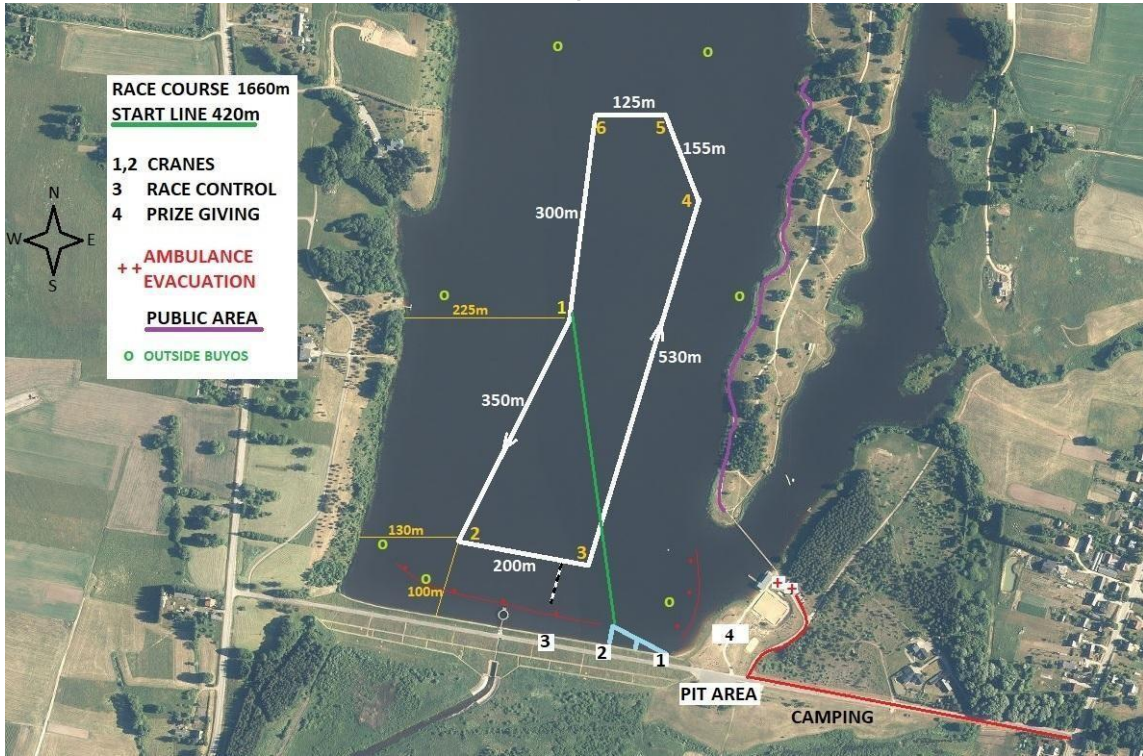 RACE COURSE 1660m
START LINE 420m
1,2 CRANES
3 RACE CONTROL
4 PRIZE GIVING
++ AMBULANCE
EVACUATION
PUBLIC AREA
o OUTSIDE BUYOS
N
W E
S
o
o
125m
6 5
155m
4
300m
o
o
1
225m
530m
350m
130m
2
o
200m
3
o
100m
o
++
4
3
2
1
PIT AREA
CAMPING